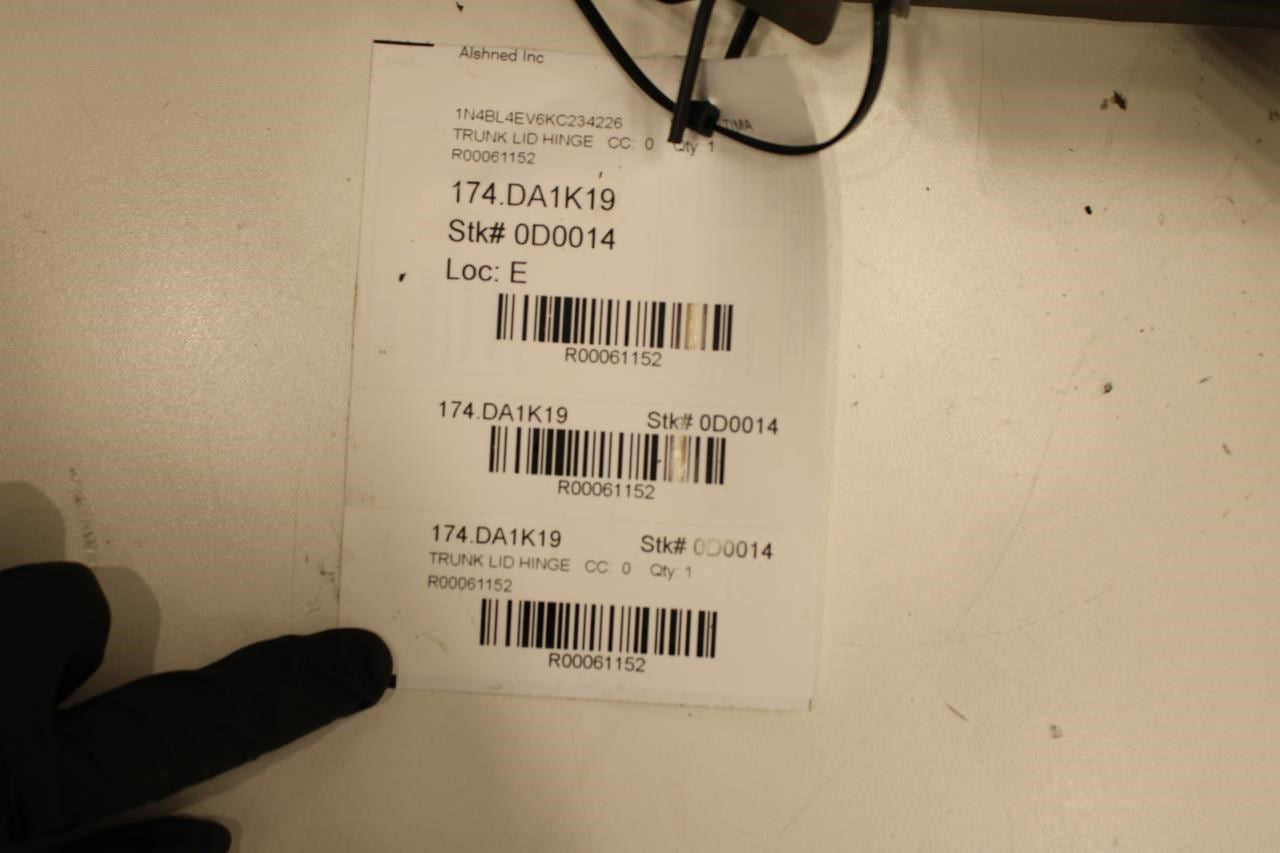 Alshned Inc
1N4BL4EV6KC234226 TIMA
TRUNK LID HINGE CC: 0 Qty: 1
R00061152
174.DA1K19
Stk# 0D0014
Loc: E
R00061152
174.DA1K19 Stk# 0D0014
R00061152
174.DA1K19 Stk# 0D0014
TRUNK LID HINGE CC: 0 Qty: 1
R00061152
R00061152